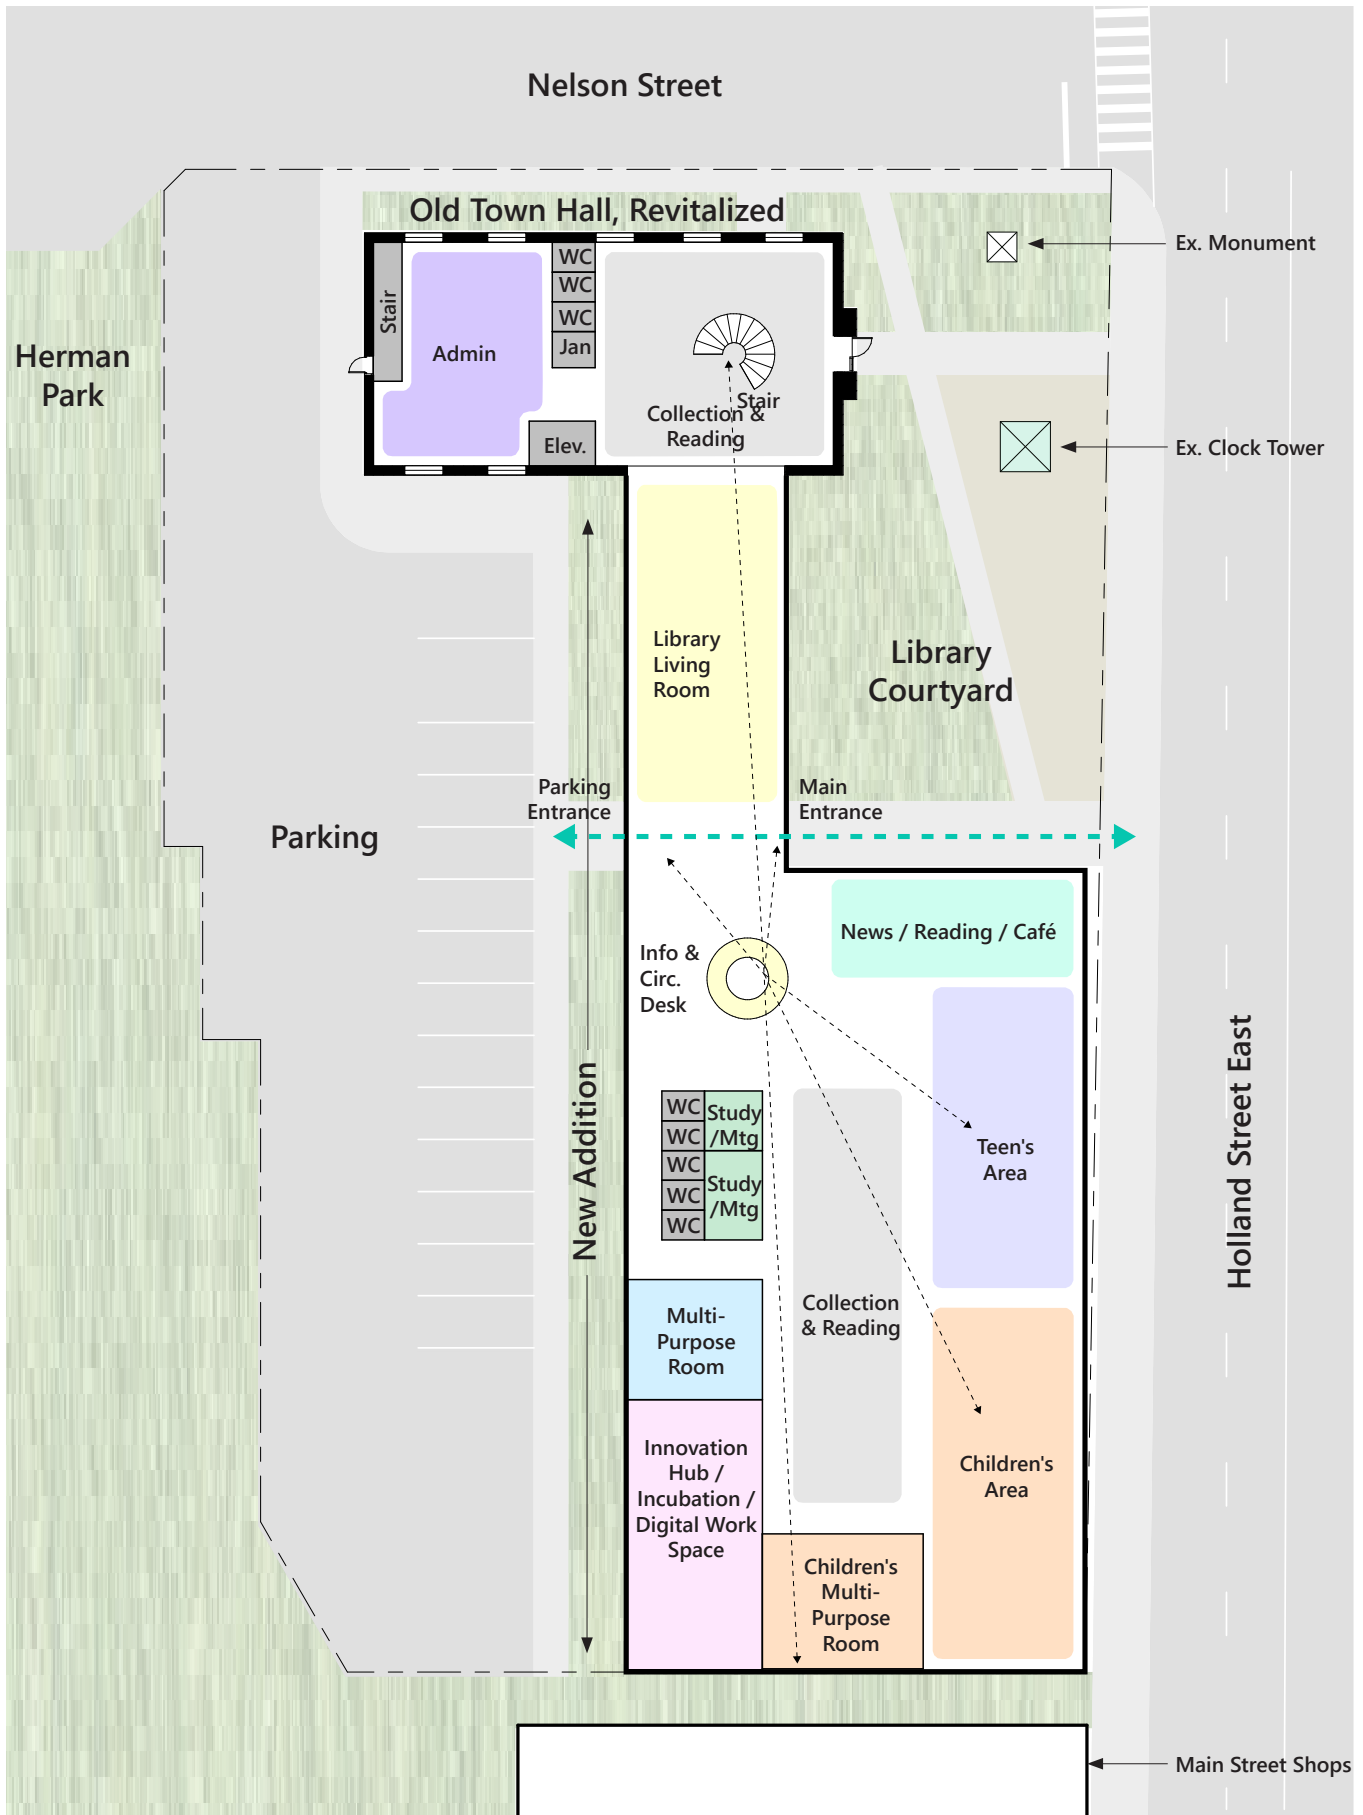 Nelson Street
Old Town Hall, Revitalized
Ex. Monument
WC
WC
WC
Jan
Stair
Admin
Herman
Park
Stair
Collection &
Reading
Elev.
Ex. Clock Tower
Library
Living
Room
Library
Courtyard
Parking
Entrance
Main
Entrance
Parking
News / Reading / Café
Info &
Circ.
Desk
New Addition
WC
WC
WC
WC
WC
Study
/Mtg
Study
/Mtg
Teen's
Area
Holland Street East
Multi-
Purpose
Room
Collection
& Reading
Innovation
Hub /
Incubation /
Digital Work
Space
Children's
Area
Children's
Multi-
Purpose
Room
Main Street Shops